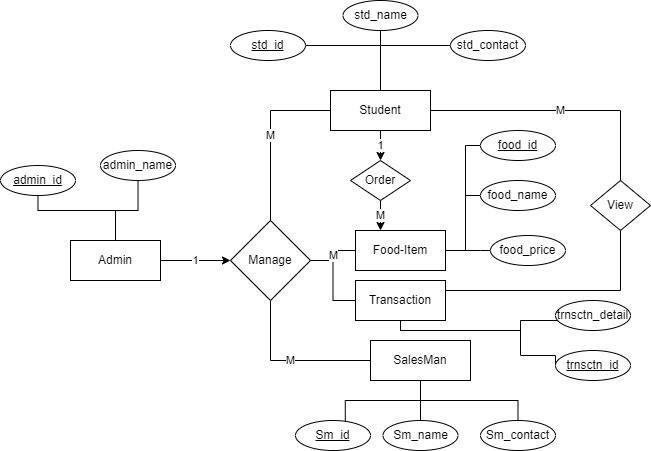 std_name
std_id
std_contact
Student
M
M
1
food_id
admin_name
admin_id
Order
food_name
View
M
Admin
1
Manage
M
Food-Item
food_price
Transaction
trnsctn_detail
M
SalesMan
trnsctn_id
Sm_id
Sm_name
Sm_contact